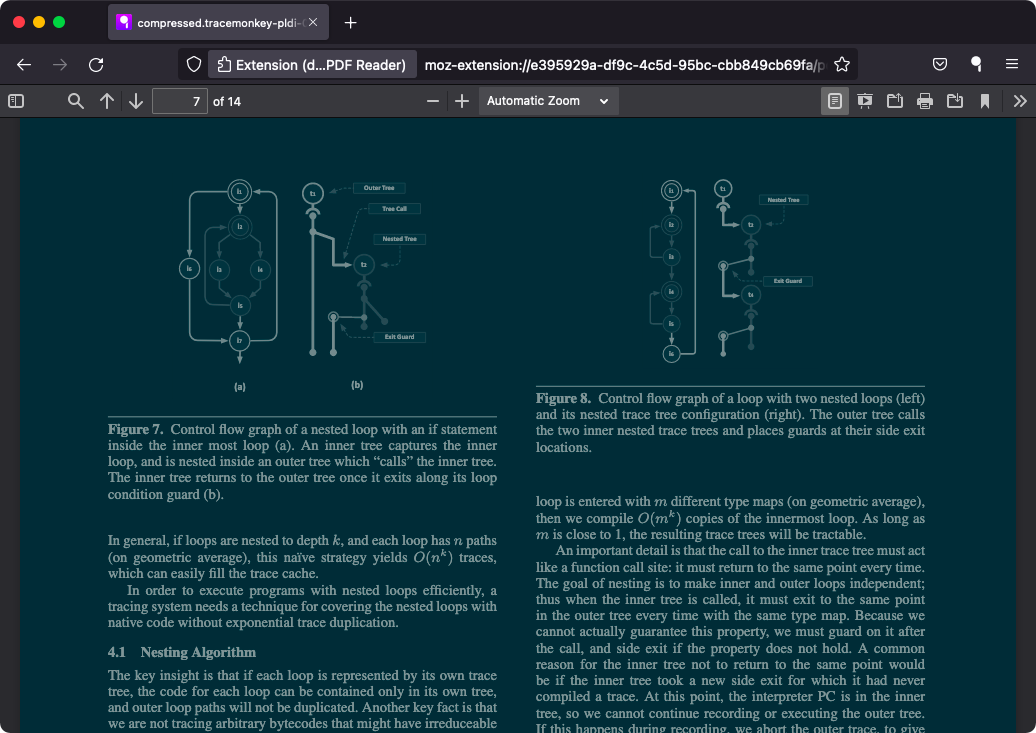 compressed.tracemonkey-pldi-
Extension (d...PDF Reader)
moz-extension://e395929a-df9c-4c5d-95bc-cbb849cb69fa/p
7 of 14
Automatic Zoom
Outer Tree
Tree Call
Nested Tree
Exit Guard
(a)
(b)
Figure 7. Control flow graph of a nested loop with an if statement
inside the inner most loop (a). An inner tree captures the inner
loop, and is nested inside an outer tree which “calls” the inner tree.
The inner tree returns to the outer tree once it exits along its loop
condition guard (b).
In general, if loops are nested to depth k, and each loop has n paths
(on geometric average), this naïve strategy yields O(n^k) traces,
which can easily fill the trace cache.
In order to execute programs with nested loops efficiently, a
tracing system needs a technique for covering the nested loops with
native code without exponential trace duplication.
4.1 Nesting Algorithm
The key insight is that if each loop is represented by its own trace
tree, the code for each loop can be contained only in its own tree,
and outer loop paths will not be duplicated. Another key fact is that
we are not tracing arbitrary bytecodes that might have irreduceable
Nested Tree
Exit Guard
Figure 8. Control flow graph of a loop with two nested loops (left)
and its nested trace tree configuration (right). The outer tree calls
the two inner nested trace trees and places guards at their side exit
locations.
loop is entered with m different type maps (on geometric average),
then we compile O(m^k) copies of the innermost loop. As long as
m is close to 1, the resulting trace trees will be tractable.
An important detail is that the call to the inner trace tree must act
like a function call site: it must return to the same point every time.
The goal of nesting is to make inner and outer loops independent;
thus when the inner tree is called, it must exit to the same point
in the outer tree every time with the same type map. Because we
cannot actually guarantee this property, we must guard on it after
the call, and side exit if the property does not hold. A common
reason for the inner tree not to return to the same point would
be if the inner tree took a new side exit for which it had never
compiled a trace. At this point, the interpreter PC is in the inner
tree, so we cannot continue recording or executing the outer tree.
If this happens during recording, we abort the outer trace, to give